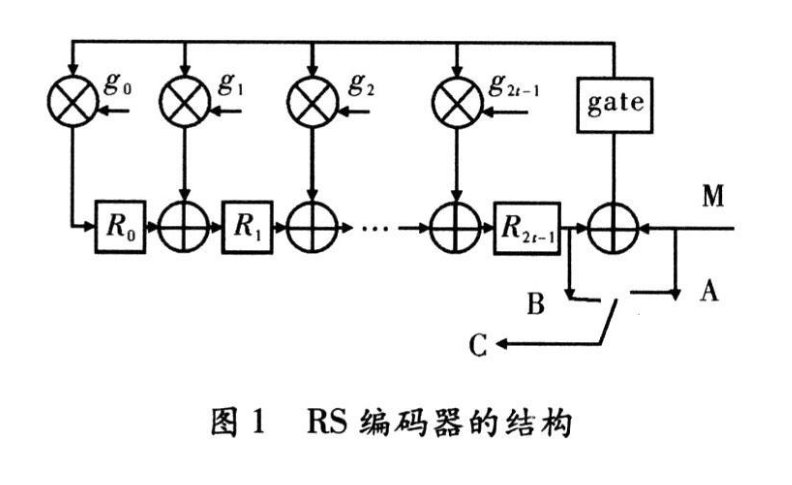 g₀ g₁ g₂ g₂ₜ₋₁
gate
M
R₀ R₁ … R₂ₜ₋₁
B A
C
图 1 RS 编码器的结构